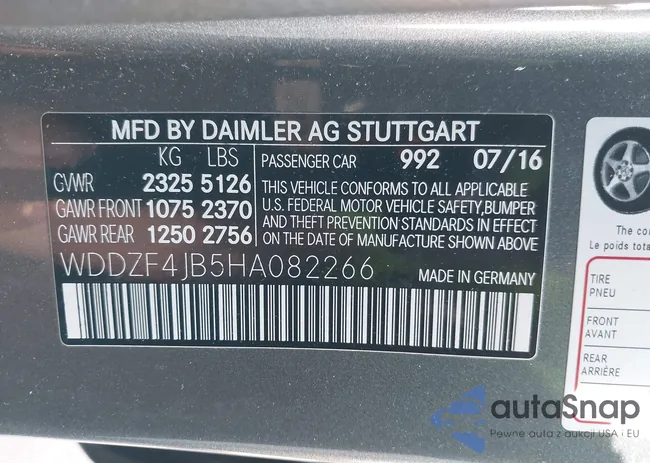 MFD BY DAIMLER AG STUTTGART
KG LBS
GVWR 2325 5126
GAWR FRONT 1075 2370
GAWR REAR 1250 2756
PASSENGER CAR 992 07/16
THIS VEHICLE CONFORMS TO ALL APPLICABLE
U.S. FEDERAL MOTOR VEHICLE SAFETY,BUMPER
AND THEFT PREVENTION STANDARDS IN EFFECT
ON THE DATE OF MANUFACTURE SHOWN ABOVE.
WDDZF4JB5HA082266
MADE IN GERMANY
The
Le poids
TIRE
PNEU
FRONT
AVANT
REAR
ARRIÈRE
autaSnap
Pewne auta z aukcji USA i EU